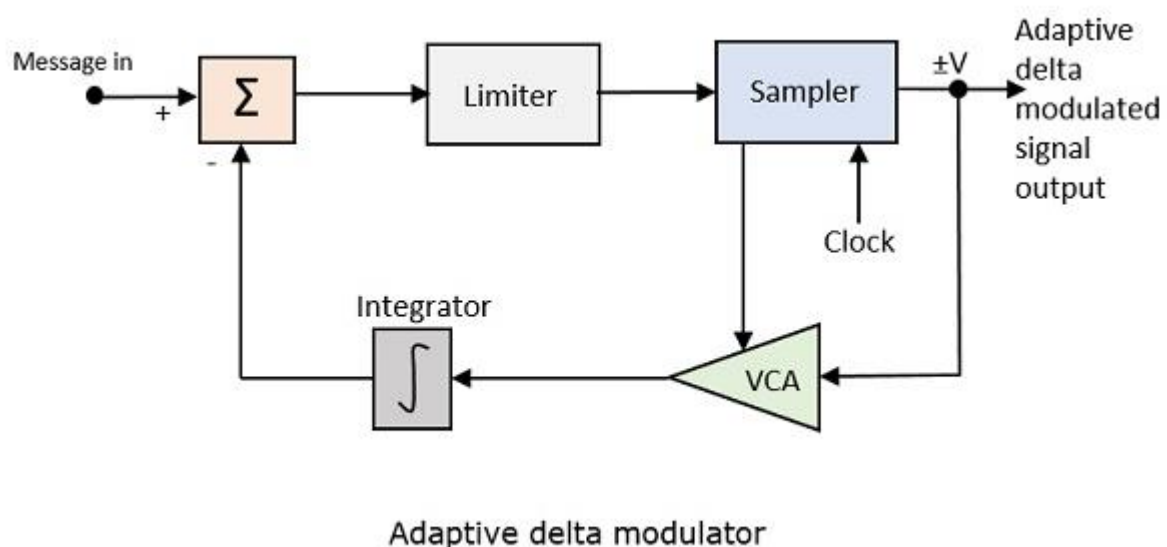 Message in
+
-
Σ
Limiter
Sampler
±V
Adaptive
delta
modulated
signal
output
Clock
Integrator
∫
VCA
Adaptive delta modulator